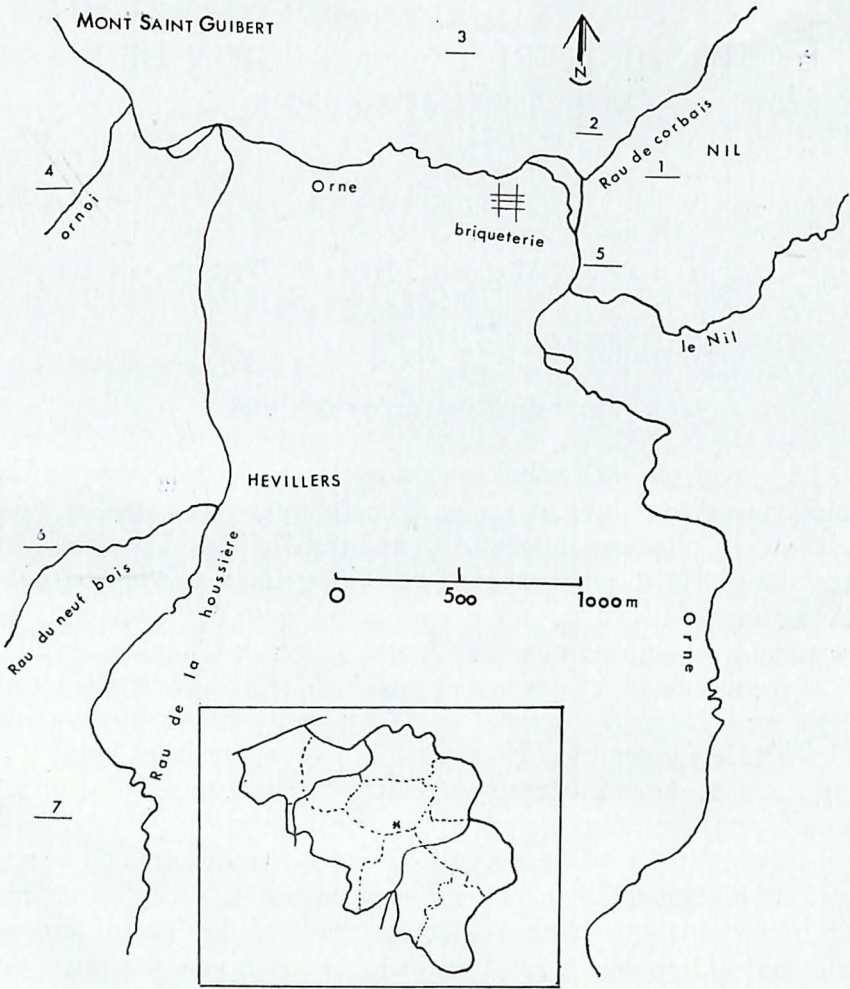 MONT SAINT GUIBERT
3
N
2
Rau de corbais
NIL
1
4
ornoi
Orne
briqueterie
5
le Nil
HEVILLERS
6
Rau du neuf bois
Rau de la houssière
0 500 1000 m
Orne
7